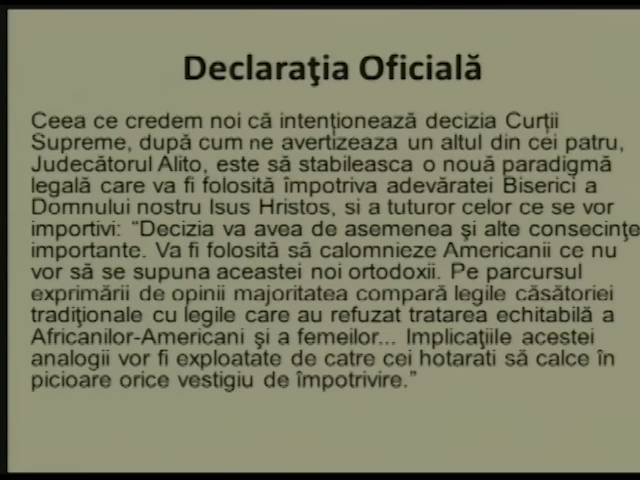 Declaraţia Oficială
Ceea ce credem noi că intenţionează decizia Curţii
Supreme, după cum ne avertizeaza un altul din cei patru,
Judecătorul Alito, este să stabileasca o nouă paradigmă
legală care va fi folosită împotriva adevăratei Biserici a
Domnului nostru Isus Hristos, si a tuturor celor ce se vor
importivi: “Decizia va avea de asemenea şi alte consecinţe
importante. Va fi folosită să calomnieze Americanii ce nu
vor să se supuna aceastei noi ortodoxii. Pe parcursul
exprimării de opinii majoritatea compară legile căsătoriei
tradiţionale cu legile care au refuzat tratarea echitabilă a
Africanilor-Americani şi a femeilor... Implicaţiile acestei
analogii vor fi exploatate de catre cei hotarati să calce în
picioare orice vestigiu de împotrivire.”